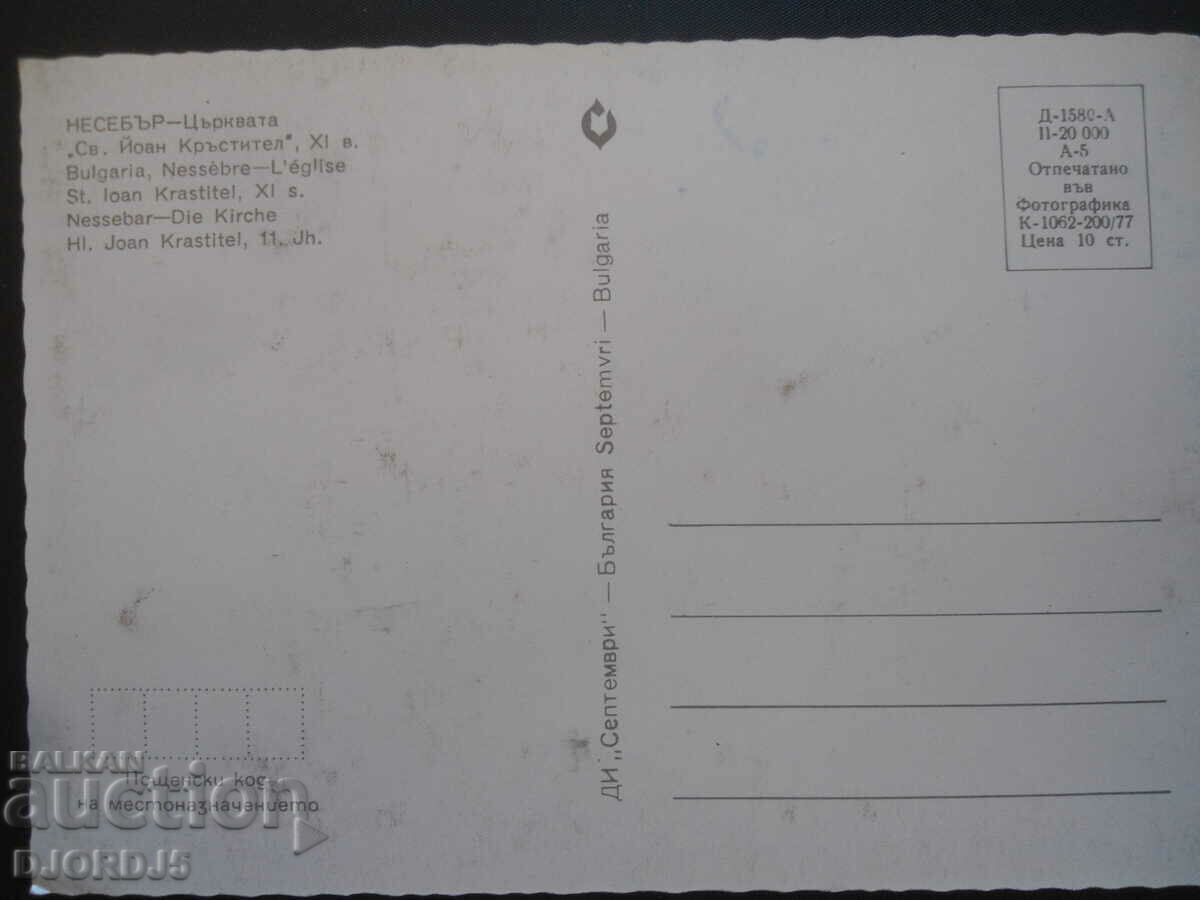 НЕСЕБЪР—Църквата
„Св. Йоан Кръстител", XI в.
Bulgaria, Nessèbre—L'église
St. Ioan Krastitel, XI s.
Nessebar—Die Kirche
Hl. Joan Krastitel, 11. Jh.
ДИ „Септември" — България Septemvri — Bulgaria
Д-1580-А
II-20 000
А-5
Отпечатано
във
Фотографика
К-1062-200/77
Цена 10 ст.
Пощенски код
на местоназначението
BALKAN
auction
DJORDJ5